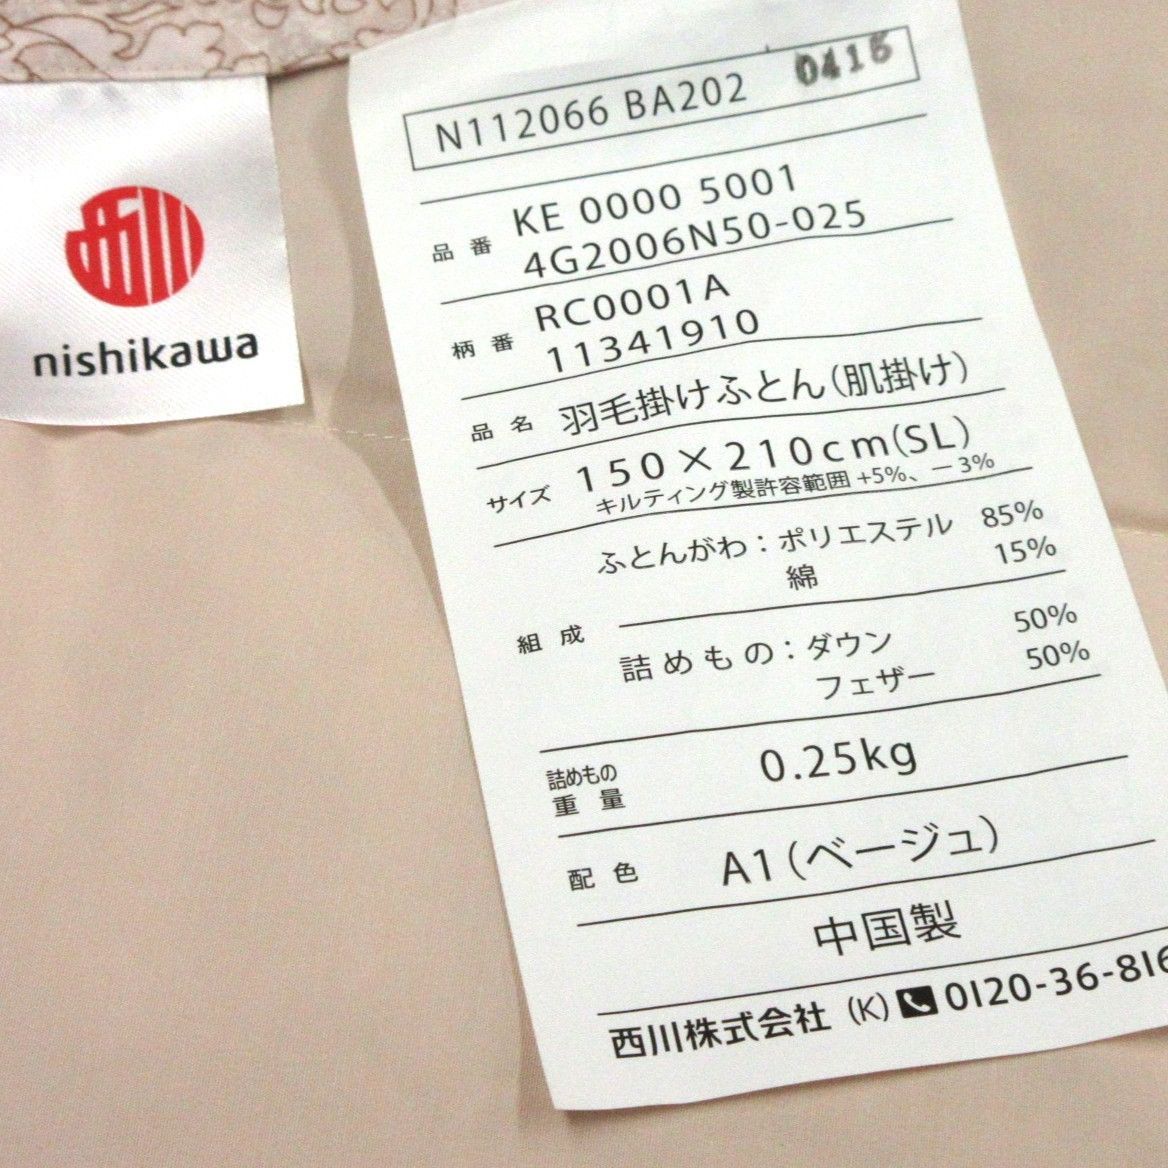 nishikawa
N112066 BA202 0415
品番 KE 0000 5001
4G2006N50-025
柄番 RC0001A
11341910
品名 羽毛掛けふとん(肌掛け)
サイズ 150×210cm(SL)
キルティング製許容範囲 +5%、－3%
ふとんがわ：ポリエステル 85%
綿 15%
組成
詰めもの：ダウン 50%
フェザー 50%
詰めもの
重量 0.25kg
配色 A1(ベージュ)
中国製
西川株式会社 (K) 0120-36-816